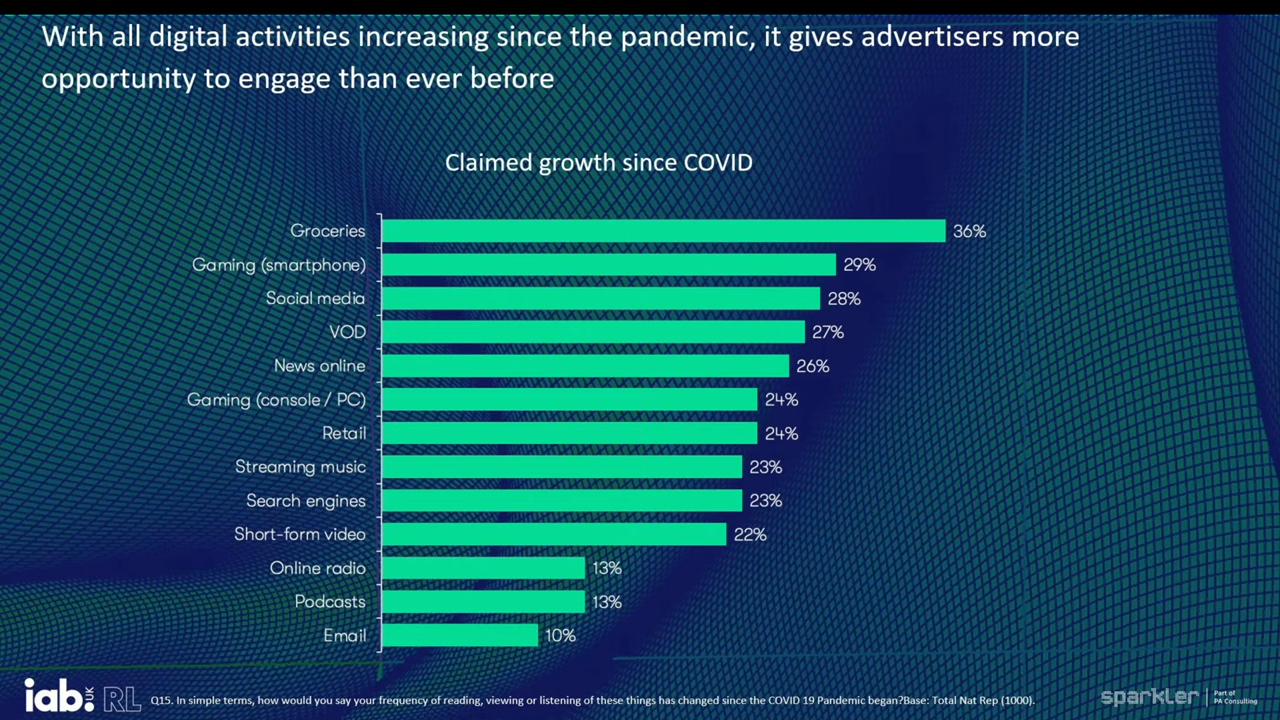 With all digital activities increasing since the pandemic, it gives advertisers more
opportunity to engage than ever before
Claimed growth since COVID
Groceries 36%
Gaming (smartphone) 29%
Social media 28%
VOD 27%
News online 26%
Gaming (console / PC) 24%
Retail 24%
Streaming music 23%
Search engines 23%
Short-form video 22%
Online radio 13%
Podcasts 13%
Email 10%
iab: UK RL
Q15. In simple terms, how would you say your frequency of reading, viewing or listening of these things has changed since the COVID 19 Pandemic began?Base: Total Nat Rep (1000).
sparkler
Part of
PA Consulting